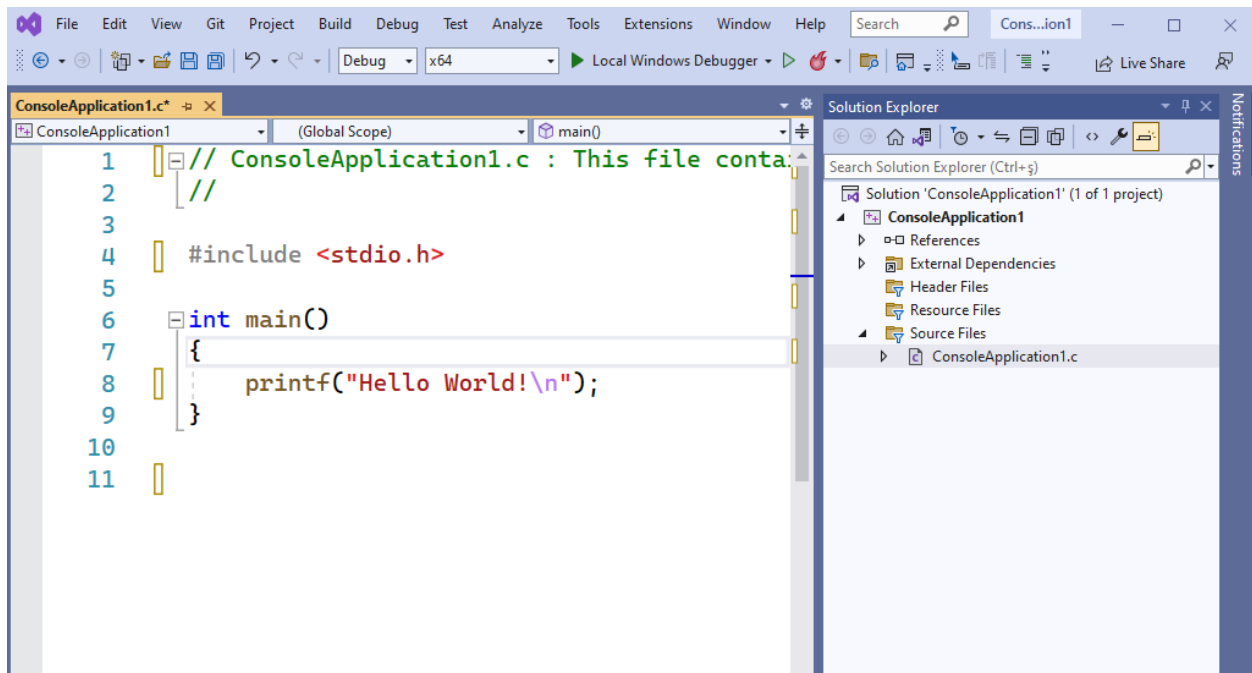 File Edit View Git Project Build Debug Test Analyze Tools Extensions Window Help Search Cons...ion1
Debug x64 Local Windows Debugger Live Share
ConsoleApplication1.c*
ConsoleApplication1 (Global Scope) main()
1 // ConsoleApplication1.c : This file conta
2 //
3
4 #include <stdio.h>
5
6 int main()
7 {
8 printf("Hello World!\n");
9 }
10
11
Solution Explorer
Search Solution Explorer (Ctrl+ş)
Solution 'ConsoleApplication1' (1 of 1 project)
ConsoleApplication1
References
External Dependencies
Header Files
Resource Files
Source Files
ConsoleApplication1.c
Notifications